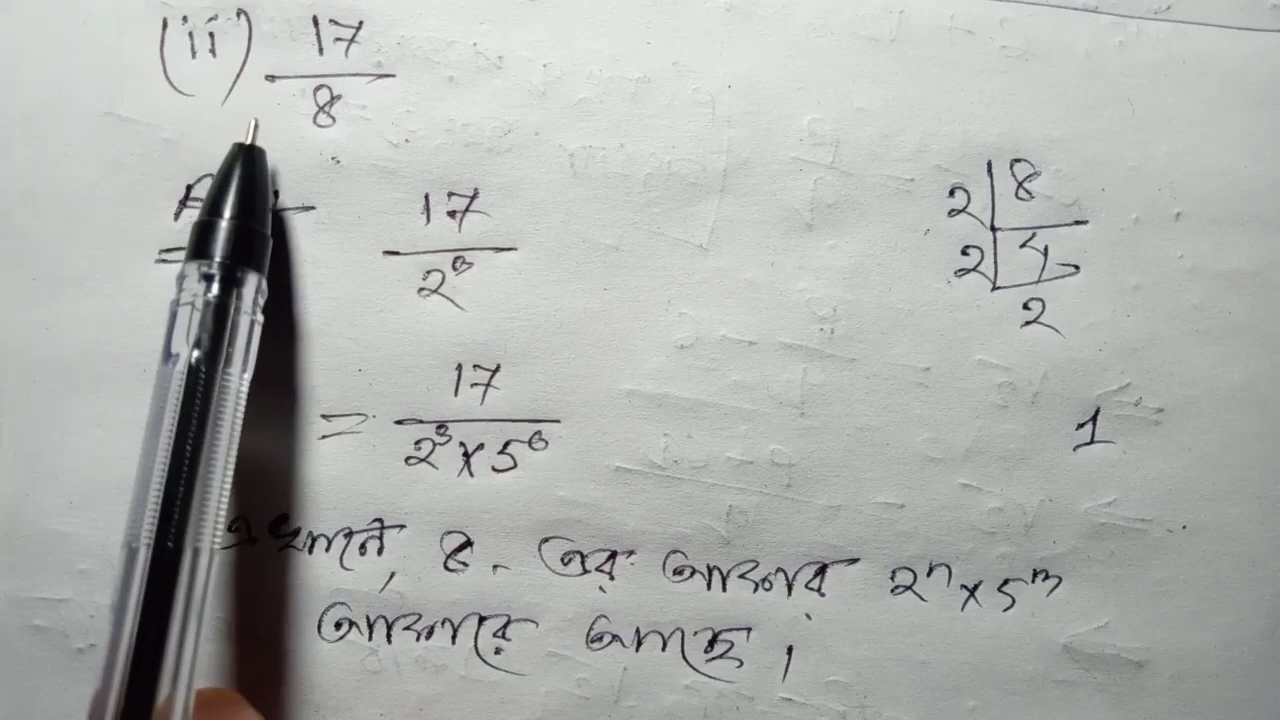 (ii) 17/8
17/2³
= 17/2³×5⁰
2 | 8
2 | 4
2
1
এখানে, 8. এর আকার 2ⁿ×5ᵐ
আকারে আছে।